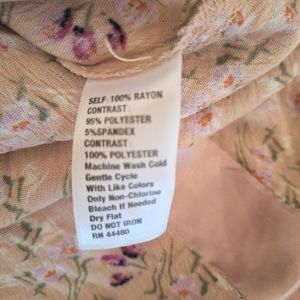 SELF: 100% RAYON
CONTRAST:
95% POLYESTER
5%SPANDEX
CONTRAST:
100% POLYESTER
Machine Wash Cold
Gentle Cycle
With Like Colors
Only Non-Chlorine
Bleach If Needed
Dry Flat
DO NOT IRON
RN 44480